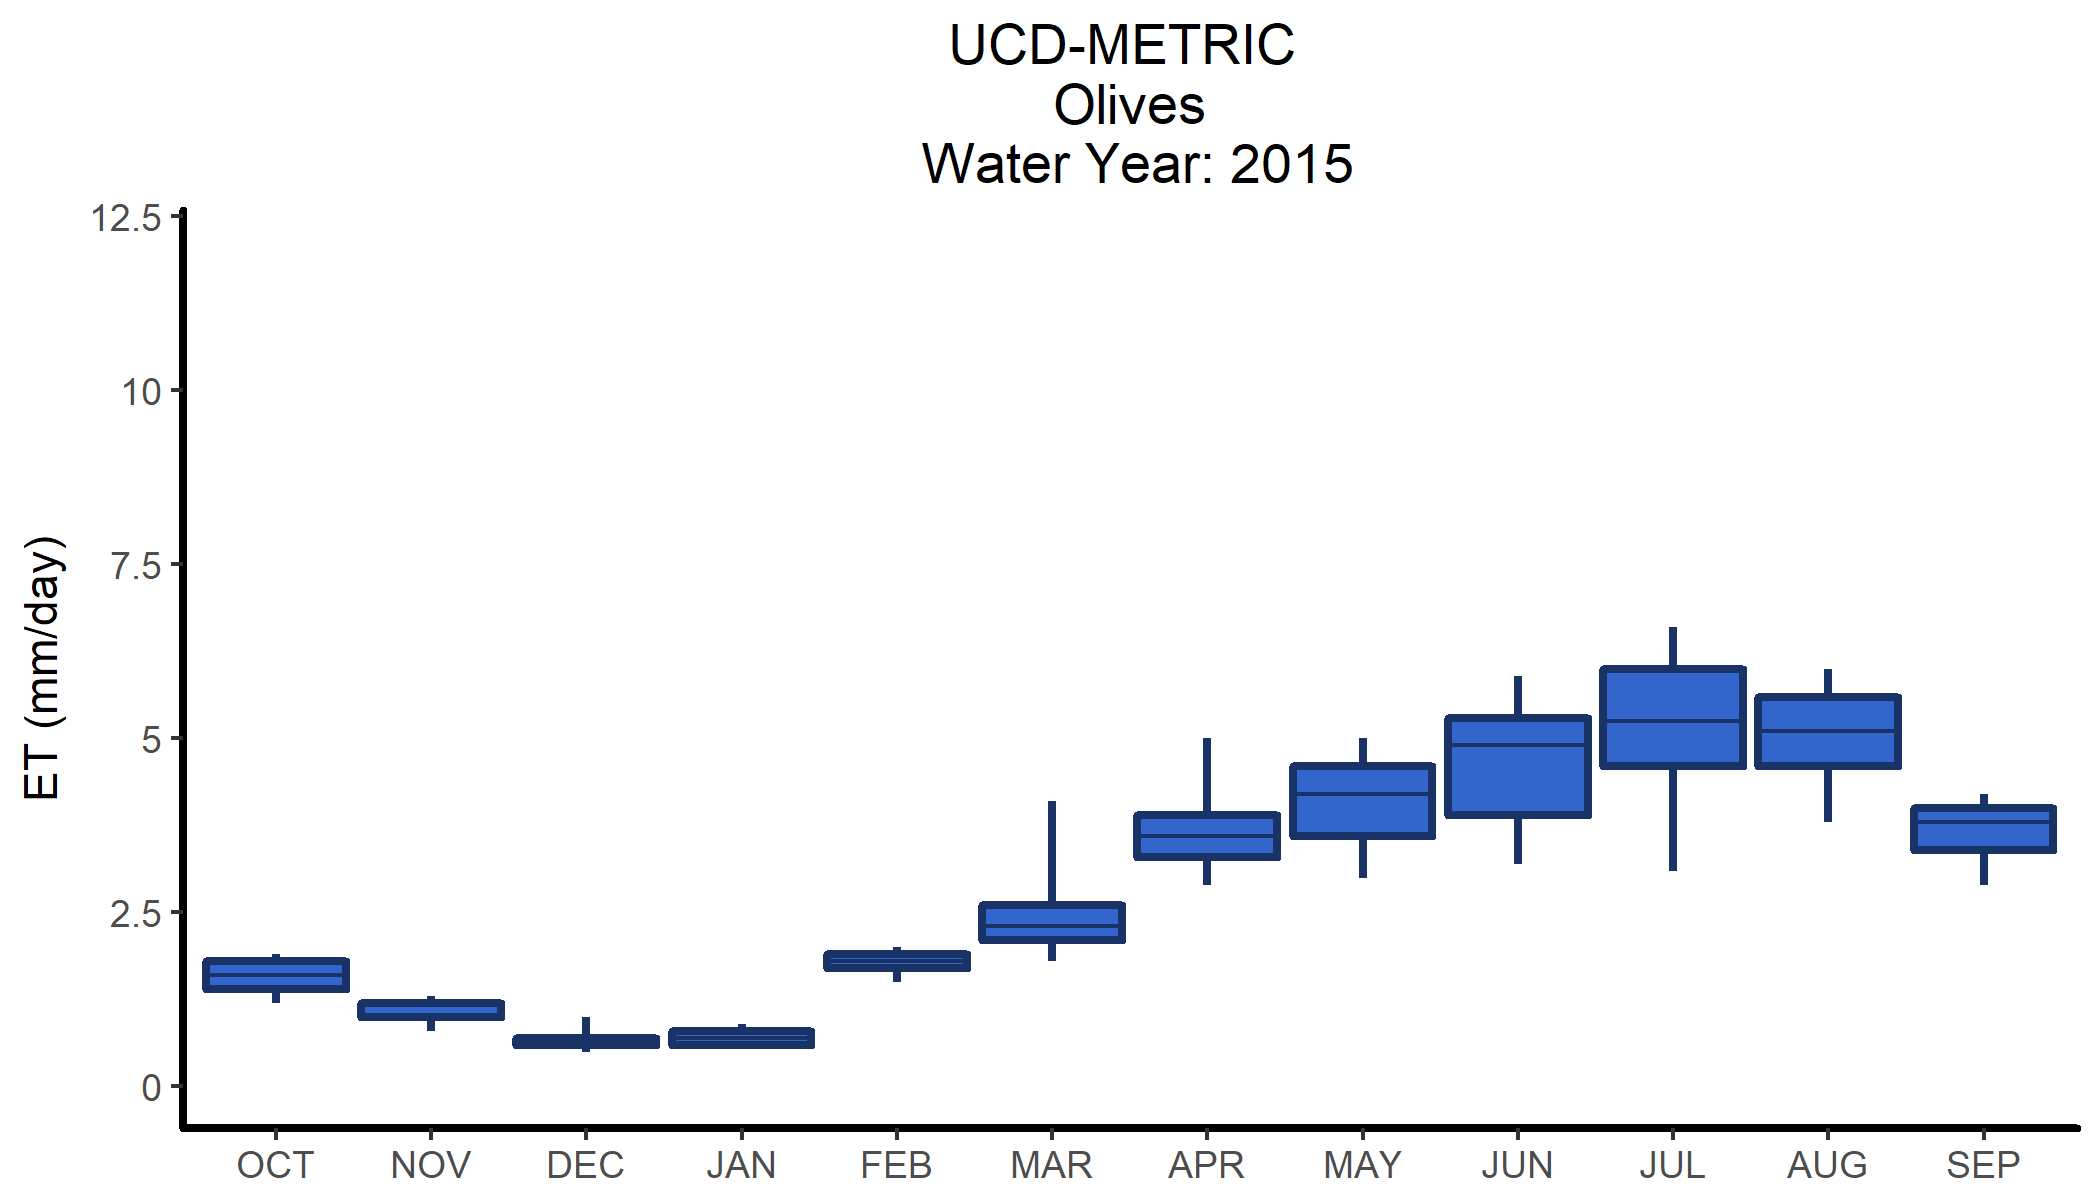 UCD-METRIC
Olives
Water Year: 2015
ET (mm/day)
12.5
10
7.5
5
2.5
0
OCT NOV DEC JAN FEB MAR APR MAY JUN JUL AUG SEP